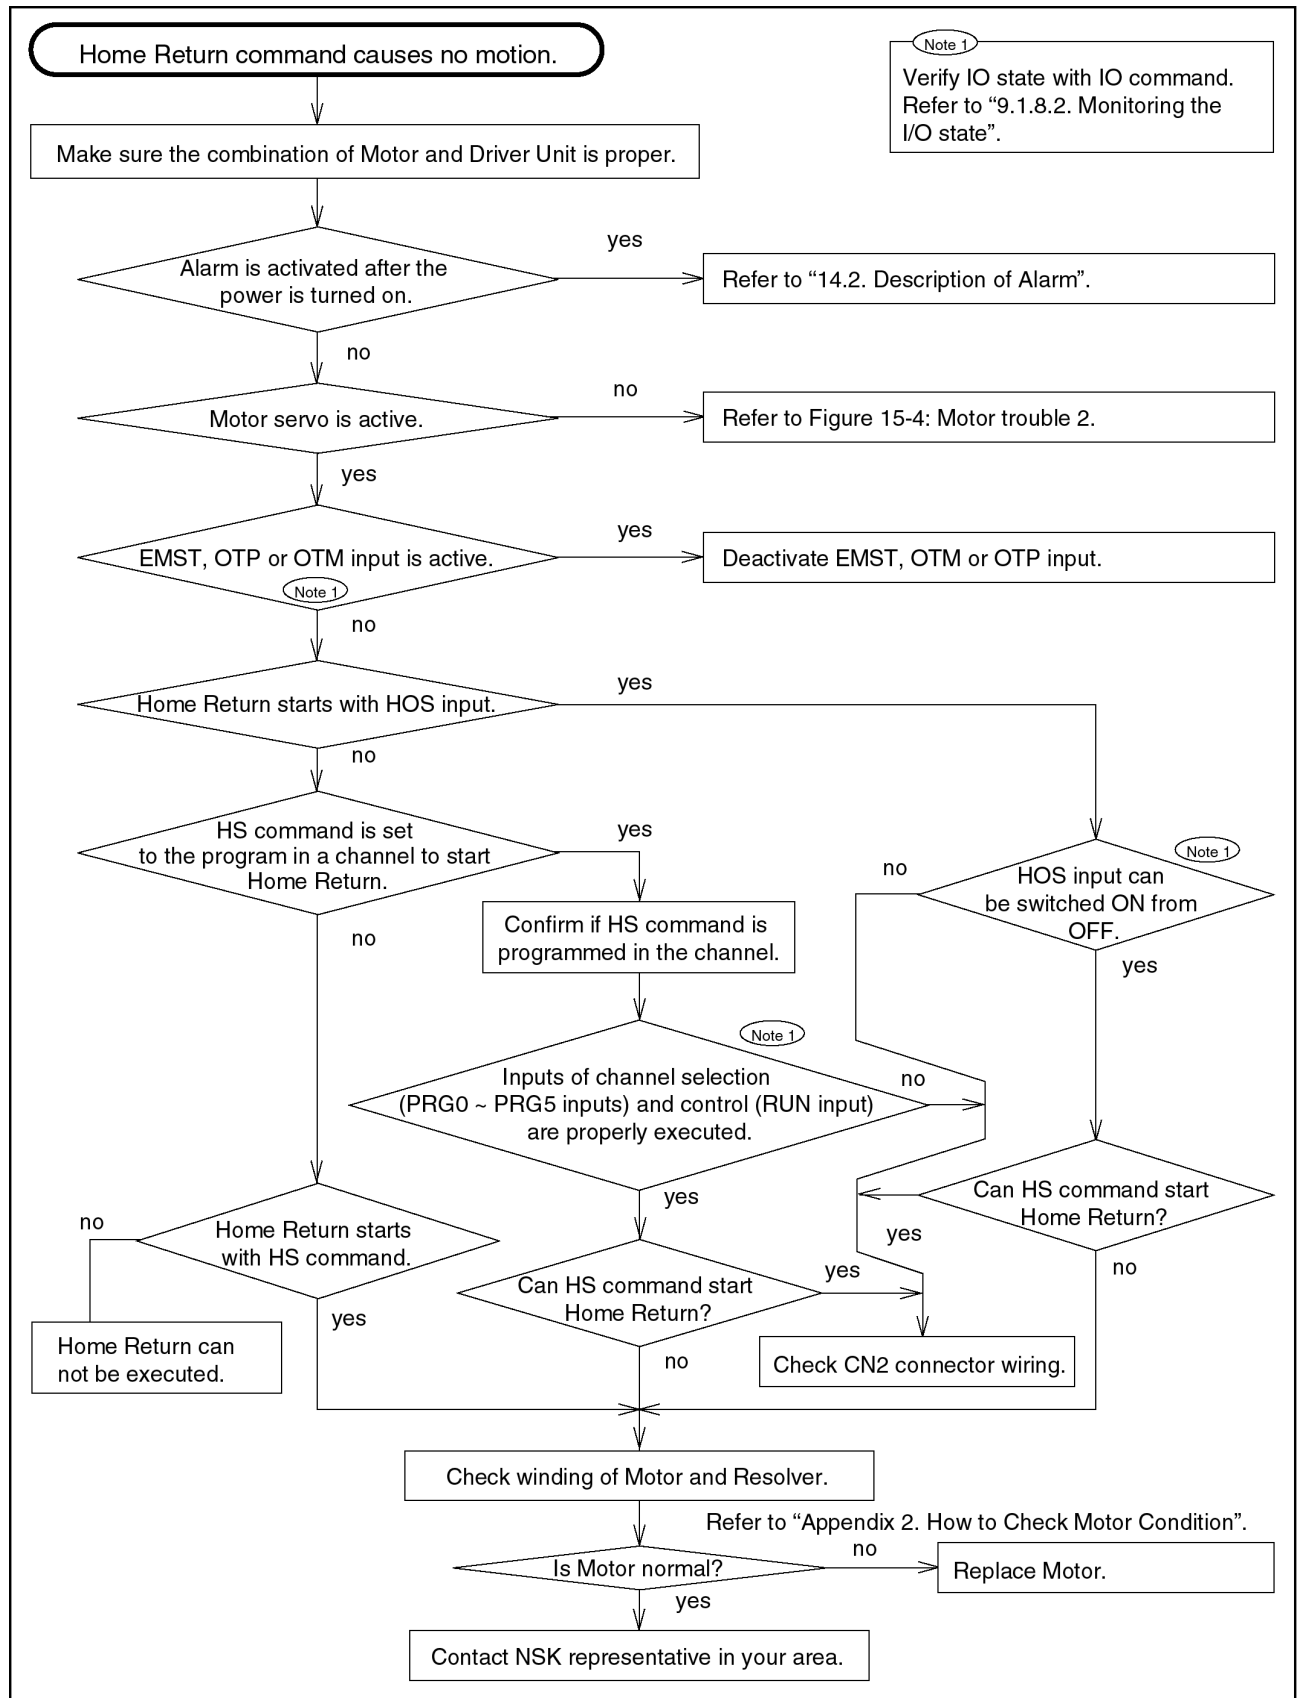 Home Return command causes no motion.
Note 1
Verify IO state with IO command.
Refer to “9.1.8.2. Monitoring the
I/O state”.
Make sure the combination of Motor and Driver Unit is proper.
Alarm is activated after the
power is turned on.
yes
Refer to “14.2. Description of Alarm”.
no
Motor servo is active.
no
Refer to Figure 15-4: Motor trouble 2.
yes
EMST, OTP or OTM input is active.
Note 1
yes
Deactivate EMST, OTM or OTP input.
no
Home Return starts with HOS input.
yes
no
HS command is set
to the program in a channel to start
Home Return.
yes
no
Confirm if HS command is
programmed in the channel.
Note 1
HOS input can
be switched ON from
OFF.
no
yes
Note 1
Inputs of channel selection
(PRG0 ~ PRG5 inputs) and control (RUN input)
are properly executed.
no
yes
Can HS command start
Home Return?
yes
no
Home Return starts
with HS command.
no
yes
Home Return can
not be executed.
Can HS command start
Home Return?
yes
no
Check CN2 connector wiring.
Check winding of Motor and Resolver.
Refer to “Appendix 2. How to Check Motor Condition”.
Is Motor normal?
no
Replace Motor.
yes
Contact NSK representative in your area.